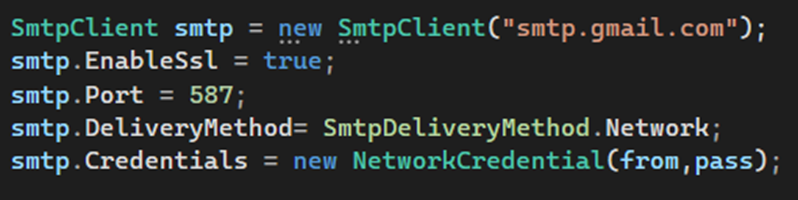 SmtpClient smtp = new SmtpClient("smtp.gmail.com");
smtp.EnableSsl = true;
smtp.Port = 587;
smtp.DeliveryMethod= SmtpDeliveryMethod.Network;
smtp.Credentials = new NetworkCredential(from,pass);